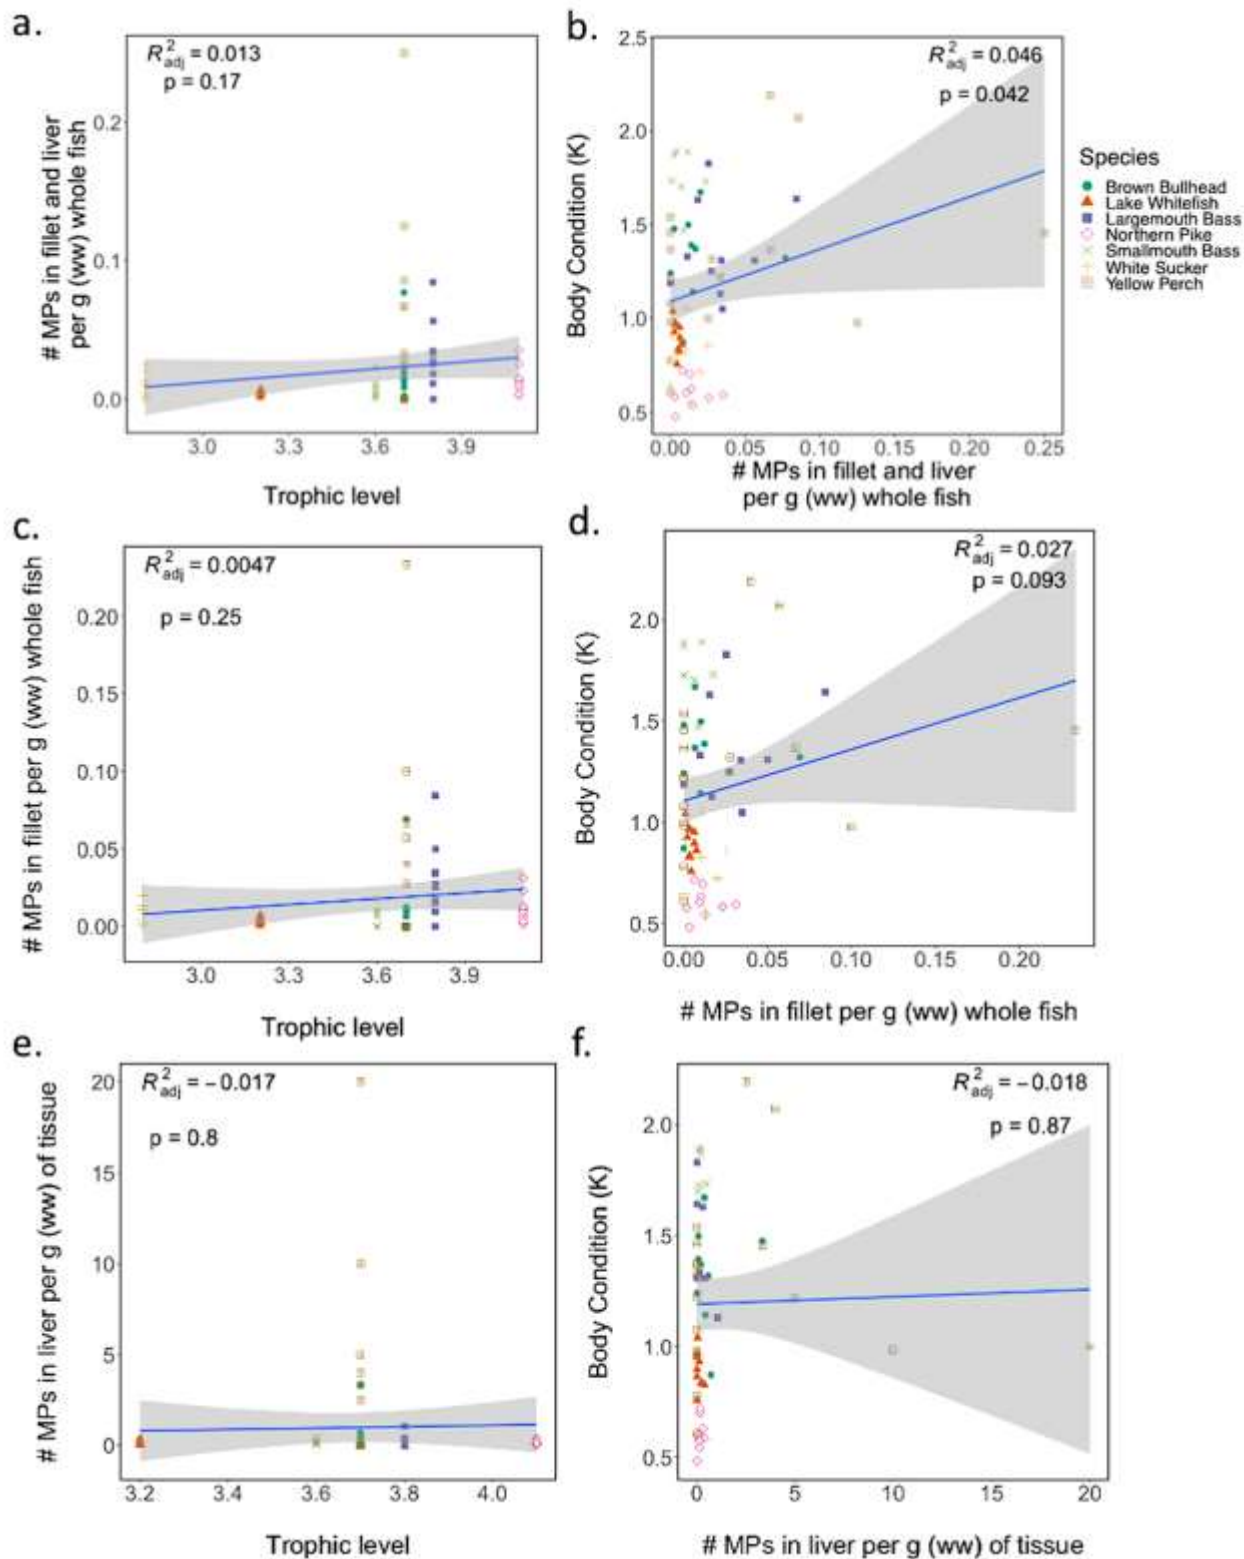 a.
R²adj = 0.013
p = 0.17
# MPs in fillet and liver
per g (ww) whole fish
0.2
0.1
0.0
3.0 3.3 3.6 3.9
Trophic level
b.
R²adj = 0.046
p = 0.042
Body Condition (K)
2.5
2.0
1.5
1.0
0.5
0.00 0.05 0.10 0.15 0.20 0.25
# MPs in fillet and liver
per g (ww) whole fish
Species
Brown Bullhead
Lake Whitefish
Largemouth Bass
Northern Pike
Smallmouth Bass
White Sucker
Yellow Perch
c.
R²adj = 0.0047
p = 0.25
# MPs in fillet per g (ww) whole fish
0.20
0.15
0.10
0.05
0.00
3.0 3.3 3.6 3.9
Trophic level
d.
R²adj = 0.027
p = 0.093
Body Condition (K)
2.0
1.5
1.0
0.5
0.00 0.05 0.10 0.15 0.20
# MPs in fillet per g (ww) whole fish
e.
R²adj = −0.017
p = 0.8
# MPs in liver per g (ww) of tissue
20
15
10
5
0
3.2 3.4 3.6 3.8 4.0
Trophic level
f.
R²adj = −0.018
p = 0.87
Body Condition (K)
2.0
1.5
1.0
0.5
0 5 10 15 20
# MPs in liver per g (ww) of tissue